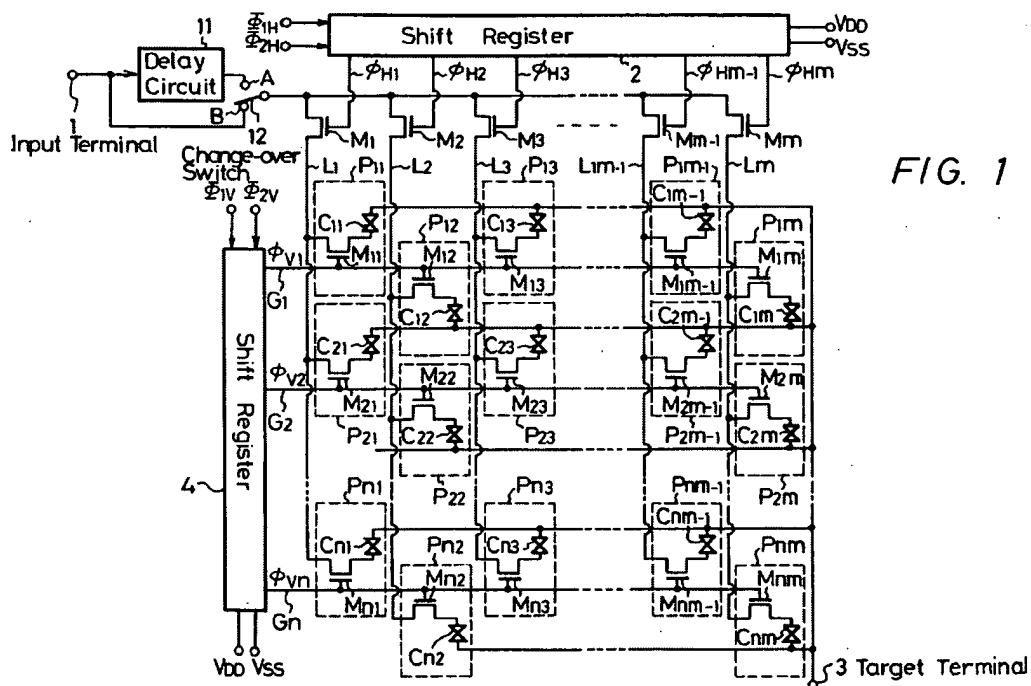 Φ1H
Φ2H
Shift Register
VDD
VSS
11
Delay
Circuit
A
B
12
1
Input Terminal
Change-over
Switch
Φ1V Φ2V
2
ϕH1 ϕH2 ϕH3 ϕHm-1 ϕHm
M1 M2 M3 Mm-1 Mm
L1 L2 L3 L1m-1 Lm
FIG. 1
P11 P13 P1m-1
C11 C13 C1m-1
P12 P1m
ϕV1 M11 M12 M13 M1m-1 M1m
G1
C12 C1m
C21 C23 C2m-1
Shift Register
4
ϕV2 M21 M22 M23 M2m-1 M2m
G2
P21 C22 P23 P2m-1 C2m
P22 P2m
Pn1 Pn3 Pnm-1
Cn1 Cn3 Cnm-1
Pn2 Pnm
ϕVn Mn1 Mn2 Mn3 Mnm-1 Mnm
Gn
Cn2 Cnm
VDD VSS
3 Target Terminal